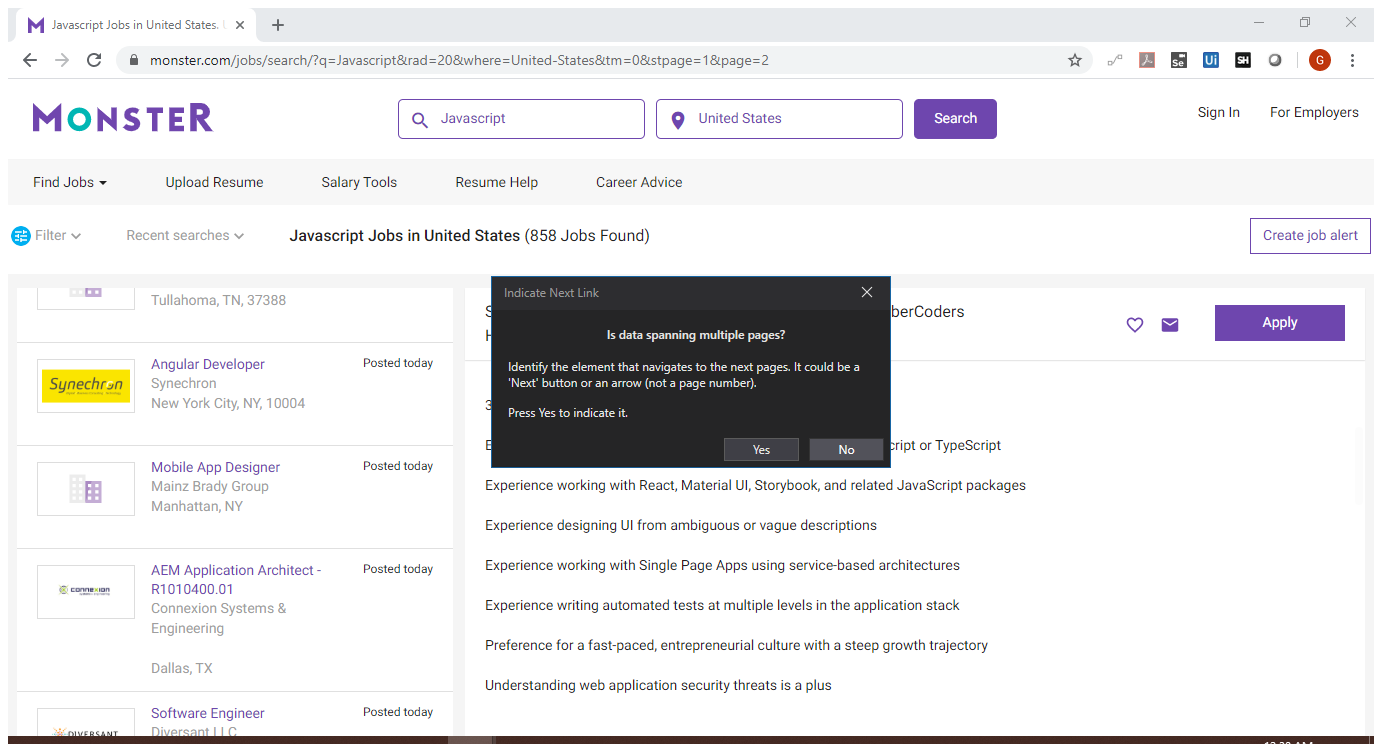 Javascript Jobs in United States.
monster.com/jobs/search/?q=Javascript&rad=20&where=United-States&tm=0&stpage=1&page=2
Se Ui SH G
MONSTER
Javascript
United States
Search
Sign In
For Employers
Find Jobs
Upload Resume
Salary Tools
Resume Help
Career Advice
Filter
Recent searches
Javascript Jobs in United States (858 Jobs Found)
Create job alert
Tullahoma, TN, 37388
Synechron
Angular Developer
Posted today
Synechron
New York City, NY, 10004
Mobile App Designer
Posted today
Mainz Brady Group
Manhattan, NY
connexion
AEM Application Architect -
Posted today
R1010400.01
Connexion Systems &
Engineering
Dallas, TX
DIVERSANT
Software Engineer
Posted today
Diversant LLC
Indicate Next Link
Is data spanning multiple pages?
Identify the element that navigates to the next pages. It could be a
'Next' button or an arrow (not a page number).
Press Yes to indicate it.
Yes
No
berCoders
Apply
cript or TypeScript
Experience working with React, Material UI, Storybook, and related JavaScript packages
Experience designing UI from ambiguous or vague descriptions
Experience working with Single Page Apps using service-based architectures
Experience writing automated tests at multiple levels in the application stack
Preference for a fast-paced, entrepreneurial culture with a steep growth trajectory
Understanding web application security threats is a plus